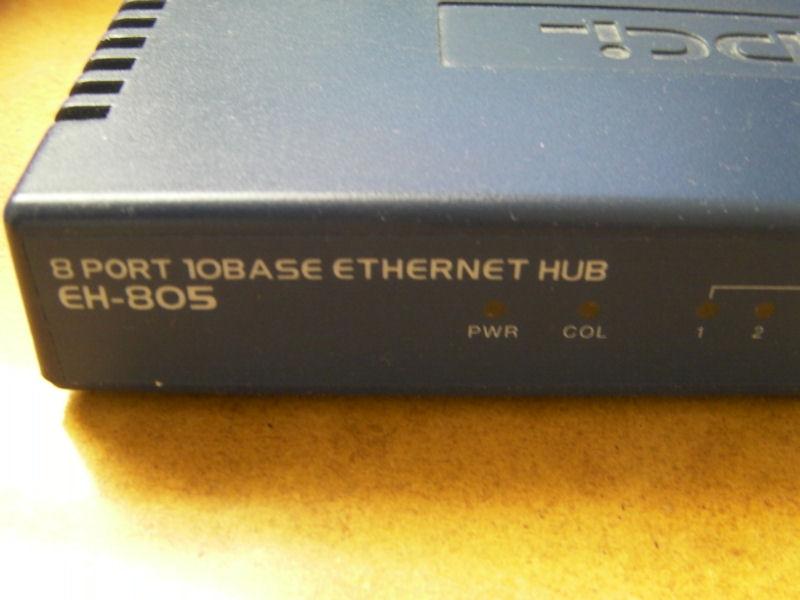 8 PORT 10BASE ETHERNET HUB
EH-805
PWR COL 1 2